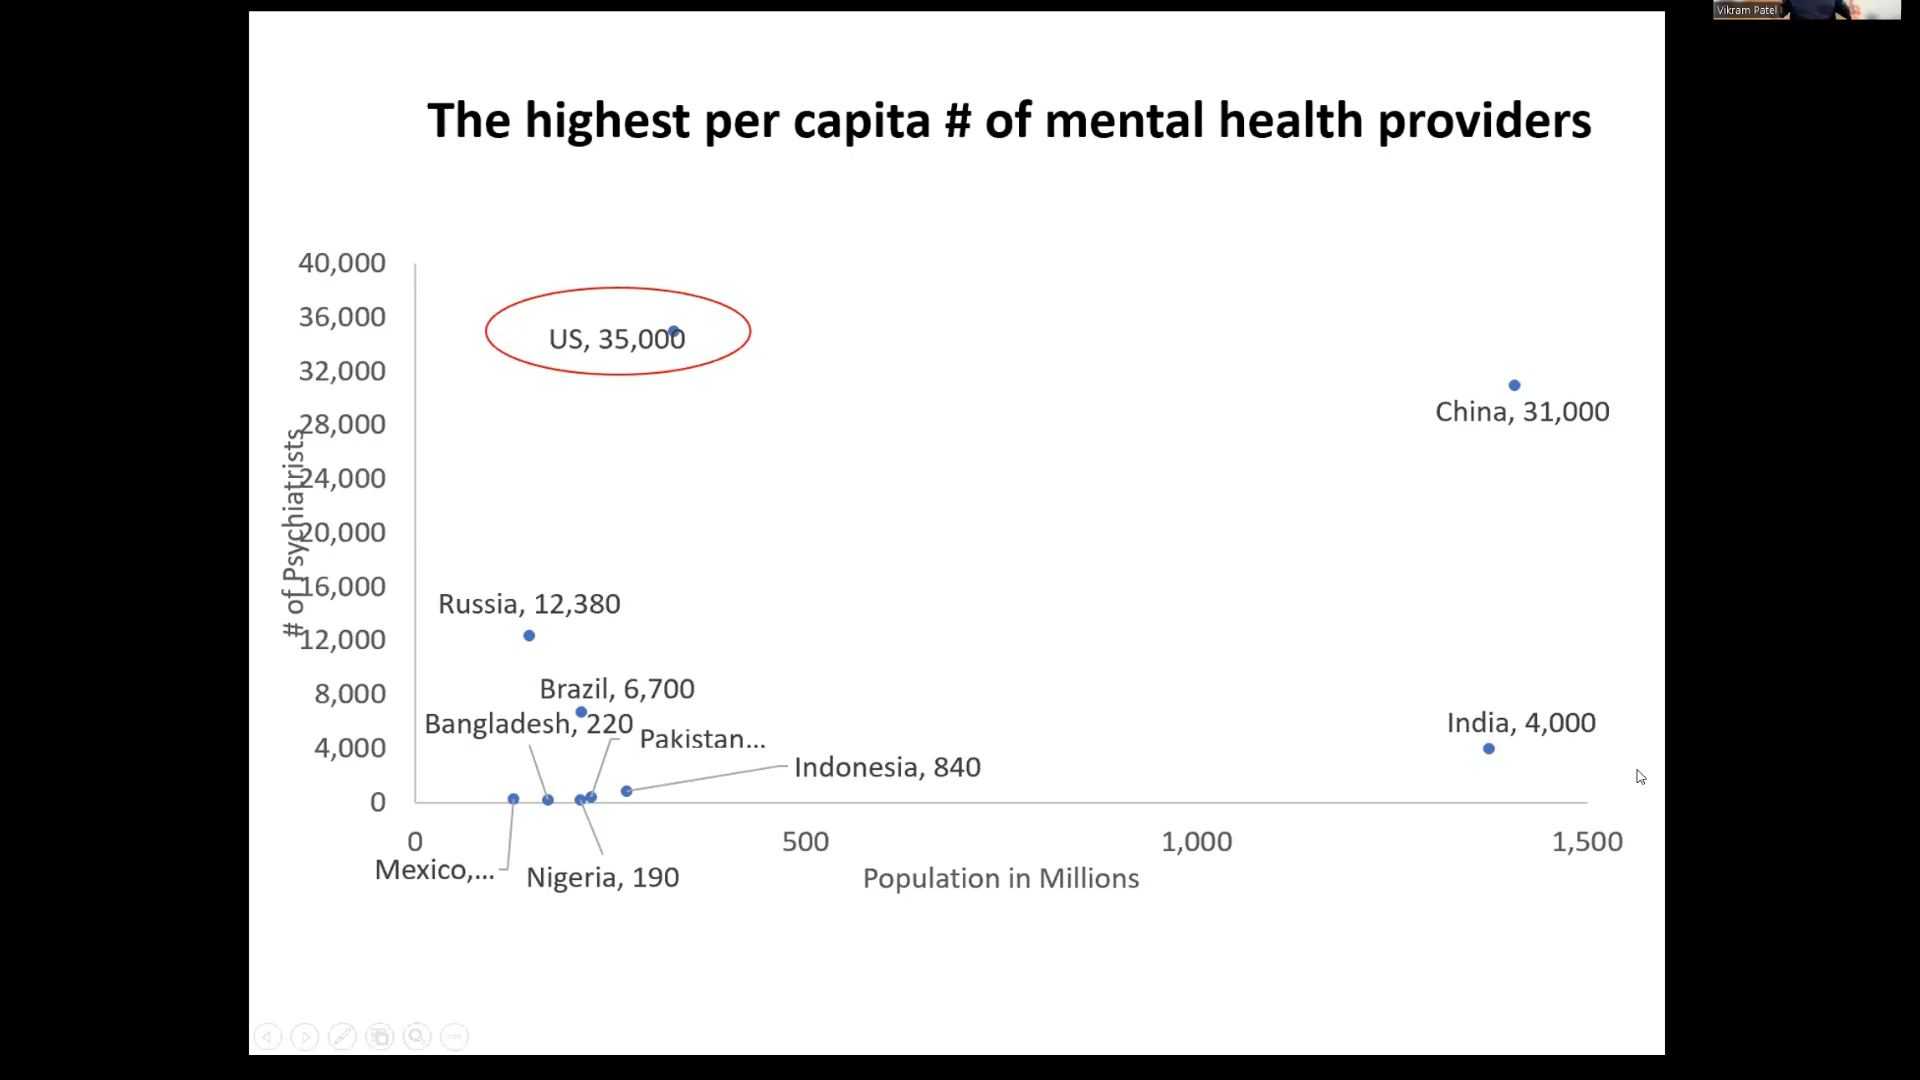 Vikram Patel
The highest per capita # of mental health providers
40,000
36,000
32,000
28,000
24,000
20,000
16,000
12,000
8,000
4,000
0
# of Psychiatrists
US, 35,000
China, 31,000
Russia, 12,380
Brazil, 6,700
Bangladesh, 220
Pakistan...
Indonesia, 840
India, 4,000
0
500
1,000
1,500
Mexico,...
Nigeria, 190
Population in Millions